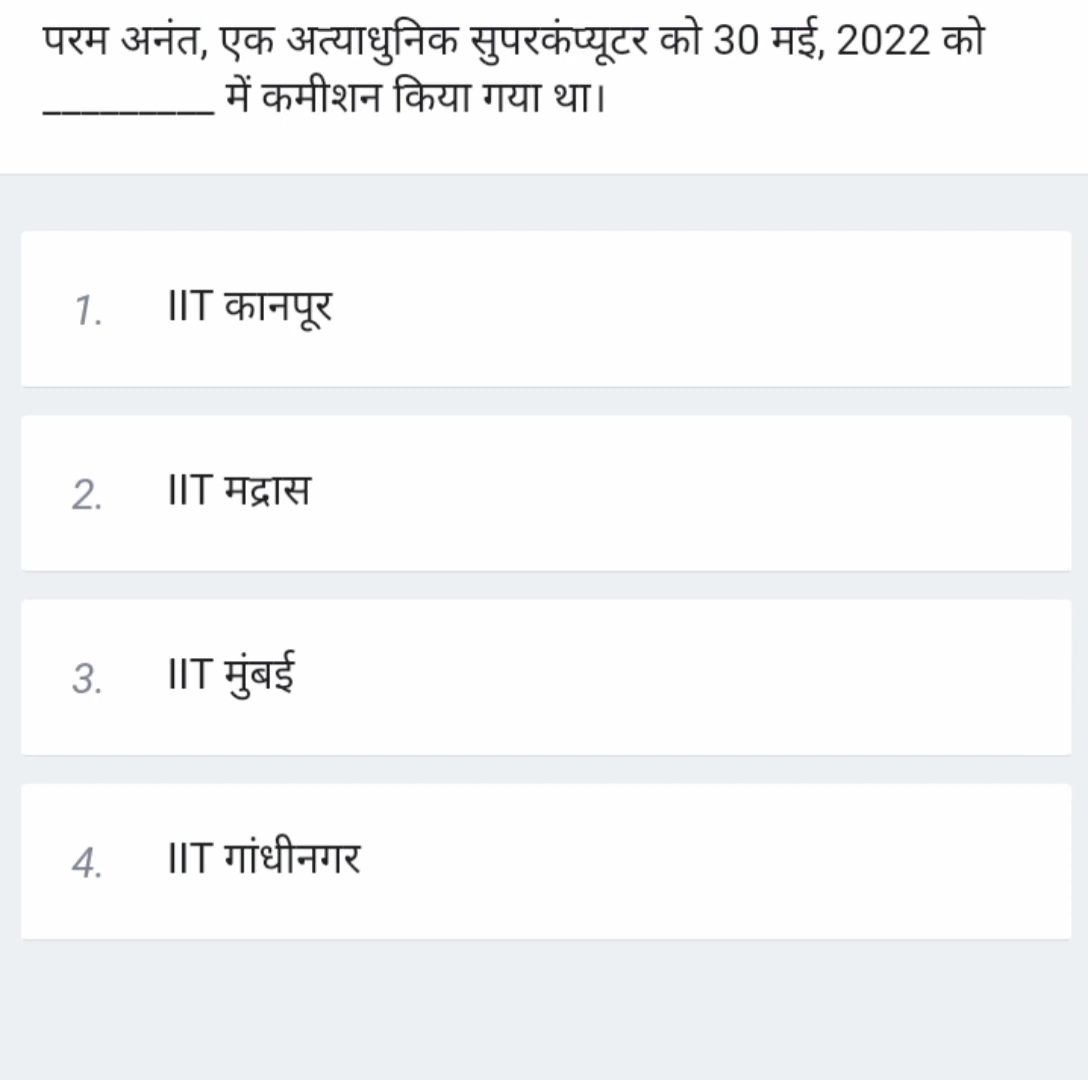 परम अनंत, एक अत्याधुनिक सुपरकंप्यूटर को 30 मई, 2022 को
_________ में कमीशन किया गया था।
1. IIT कानपूर
2. IIT मद्रास
3. IIT मुंबई
4. IIT गांधीनगर